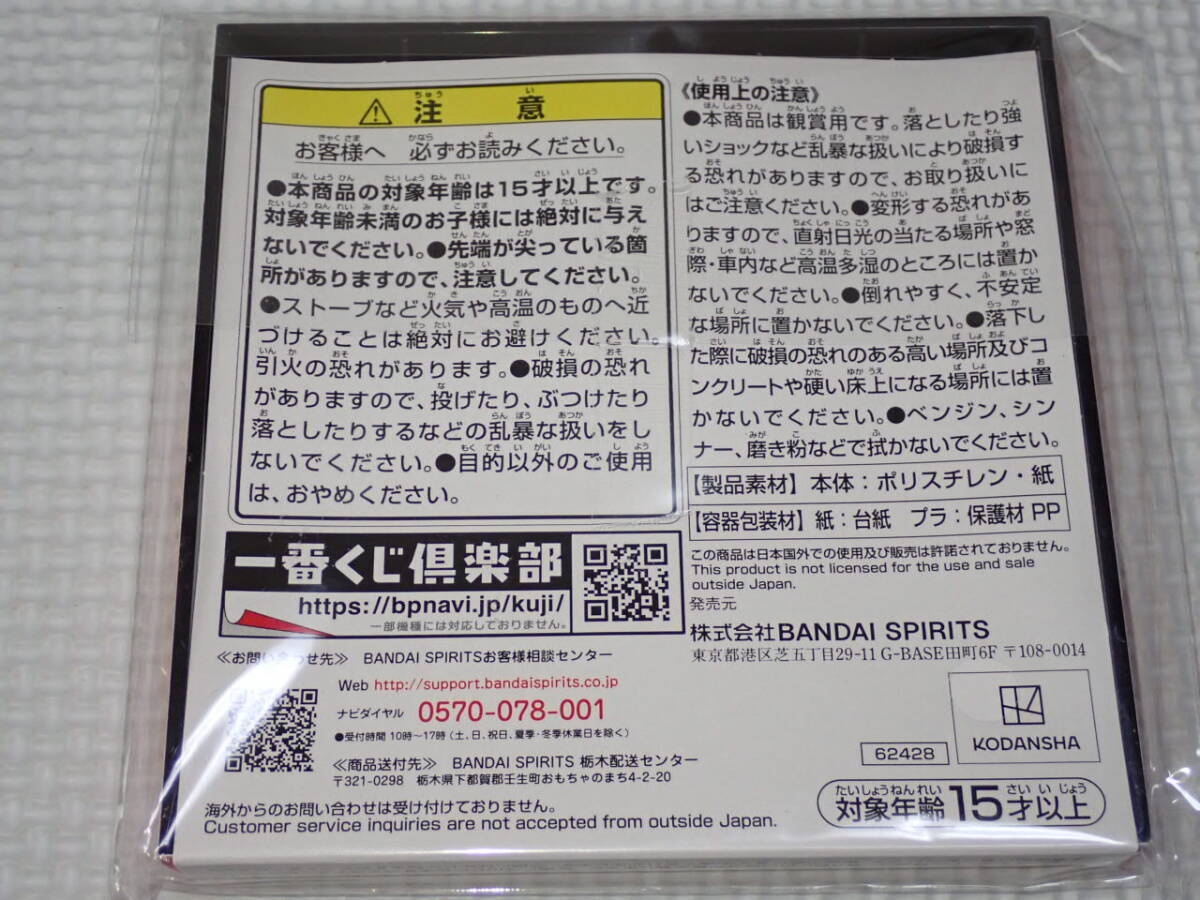 ⚠注意
お客様へ 必ずお読みください。
●本商品の対象年齢は15才以上です。
対象年齢未満のお子様には絶対に与え
ないでください。●先端が尖っている箇
所がありますので、注意してください。
●ストーブなど火気や高温のものへ近
づけることは絶対にお避けください。
引火の恐れがあります。●破損の恐れ
がありますので、投げたり、ぶつけたり
落としたりするなどの乱暴な扱いをし
ないでください。●目的以外のご使用
は、おやめください。
一番くじ倶楽部
https://bpnavi.jp/kuji/
一部機種には対応しておりません。
≪お問い合わせ先≫ BANDAI SPIRITSお客様相談センター
Web http://support.bandaispirits.co.jp
ナビダイヤル 0570-078-001
●受付時間 10時〜17時(土、日、祝日、夏季・冬季休業日を除く)
≪商品送付先≫ BANDAI SPIRITS 栃木配送センター
〒321-0298 栃木県下都賀郡壬生町おもちゃのまち4-2-20
海外からのお問い合わせは受け付けておりません。
Customer service inquiries are not accepted from outside Japan.
《使用上の注意》
●本商品は観賞用です。落としたり強
いショックなど乱暴な扱いにより破損す
る恐れがありますので、お取り扱いに
はご注意ください。●変形する恐れがあ
りますので、直射日光の当たる場所や窓
際・車内など高温多湿のところには置か
ないでください。●倒れやすく、不安定
な場所に置かないでください。●落下し
た際に破損の恐れのある高い場所及びコ
ンクリートや硬い床上になる場所には置
かないでください。●ベンジン、シン
ナー、磨き粉などで拭かないでください。
【製品素材】本体:ポリスチレン・紙
【容器包装材】紙:台紙 プラ:保護材 PP
この商品は日本国外での使用及び販売は許諾されておりません。
This product is not licensed for the use and sale
outside Japan.
発売元
株式会社BANDAI SPIRITS
東京都港区芝五丁目29-11 G-BASE田町6F 〒108-0014
KODANSHA
62428
対象年齢 15才以上